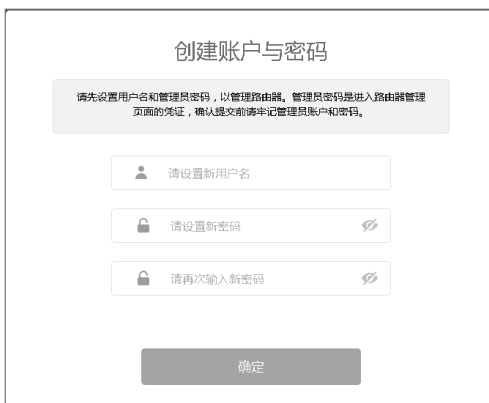 创建账户与密码
请先设置用户名和管理员密码，以管理路由器。管理员密码是进入路由器管理
页面的凭证，确认提交前请牢记管理员账户和密码。
请设置新用户名
请设置新密码
请再次输入新密码
确定